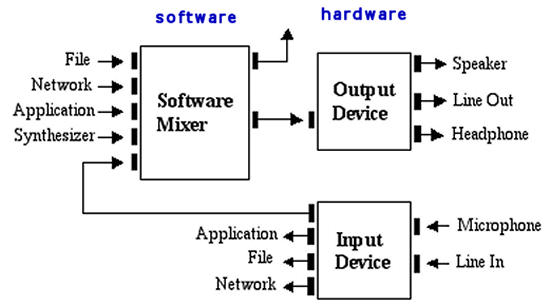 software
hardware
File
Network
Application
Synthesizer
Software
Mixer
Output
Device
Speaker
Line Out
Headphone
Application
File
Network
Input
Device
Microphone
Line In